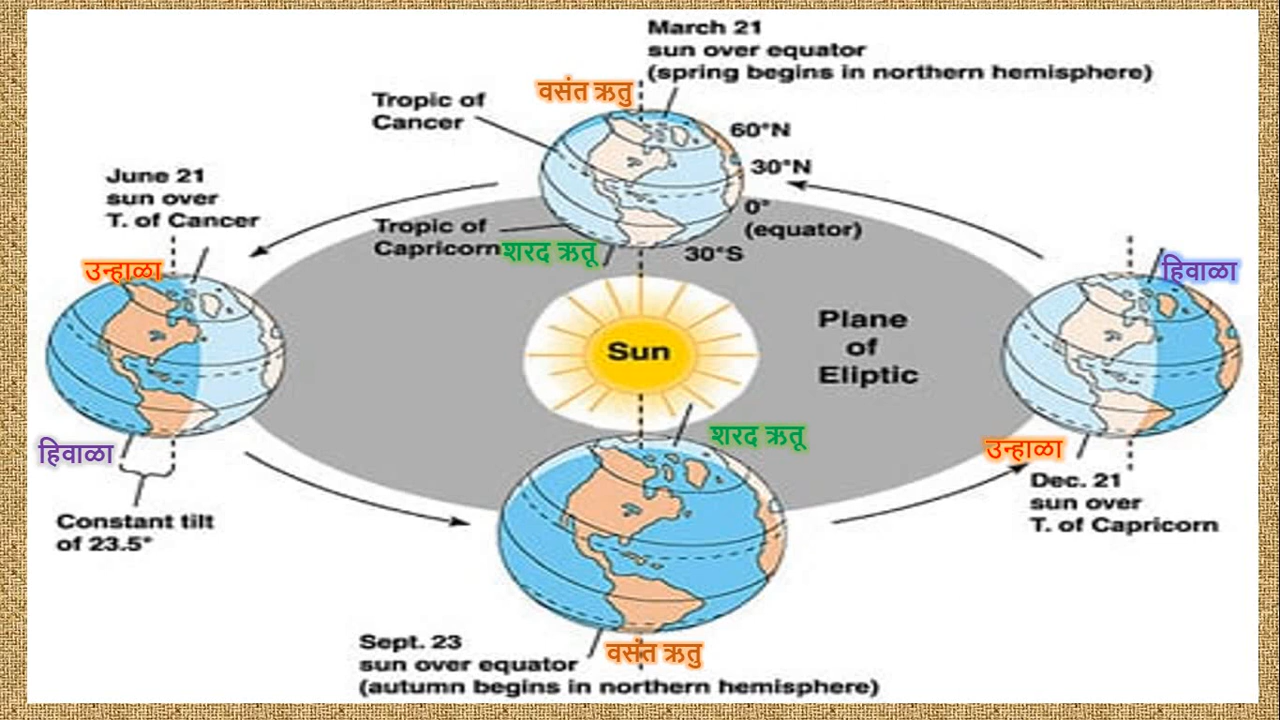 March 21
sun over equator
(spring begins in northern hemisphere)
वसंत ऋतु
Tropic of
Cancer
60°N
30°N
0°
(equator)
30°S
Tropic of
Capricorn
शरद ऋतू
June 21
sun over
T. of Cancer
उन्हाळा
हिवाळा
Constant tilt
of 23.5°
Sun
Plane
of
Eliptic
हिवाळा
उन्हाळा
Dec. 21
sun over
T. of Capricorn
शरद ऋतू
Sept. 23
sun over equator
(autumn begins in northern hemisphere)
वसंत ऋतु